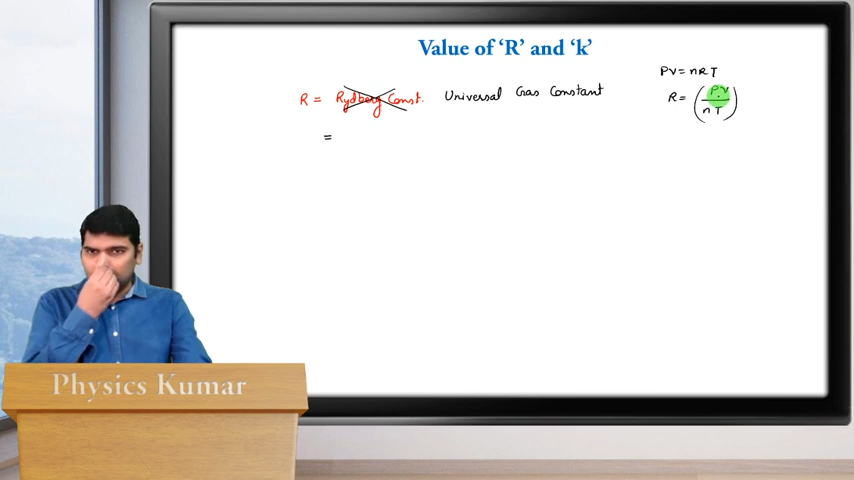 Value of ‘R’ and ‘k’
PV = nRT
R = Rydberg Const. Universal Gas Constant
R = (PV / nT)
=
Physics Kumar